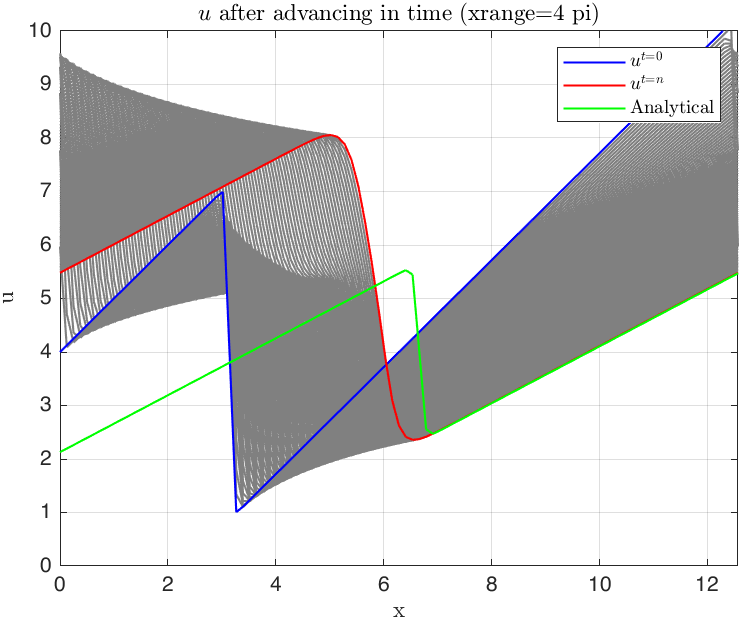 u after advancing in time (xrange=4 pi)
10
9
8
7
6
5
4
3
2
1
0
u
u^{t=0}
u^{t=n}
Analytical
0 2 4 6 8 10 12
x